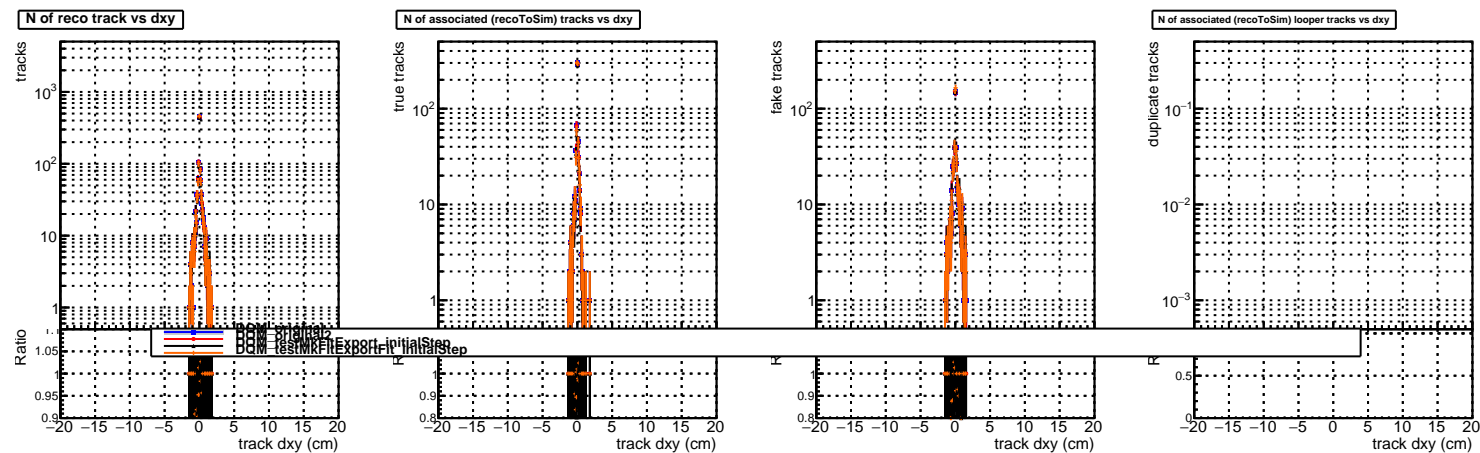 N of reco track vs dxy
tracks
10³
10²
10
1
Ratio
1.1
1.05
1
0.95
0.9
−20 −15 −10 −5 0 5 10 15 20
track dxy (cm)
N of associated (recoToSim) tracks vs dxy
true tracks
10²
10
1
1
0.9
0.8
−20 −15 −10 −5 0 5 10 15 20
track dxy (cm)
fake tracks
10²
10
1
1
0.9
0.8
−20 −15 −10 −5 0 5 10 15 20
track dxy (cm)
N of associated (recoToSim) looper tracks vs dxy
duplicate tracks
10⁻¹
10⁻²
10⁻³
0.5
0
−20 −15 −10 −5 0 5 10 15 20
track dxy (cm)
DQM_testMkFitExport_initialStep
DQM_testMkFitExportFit_initialStep